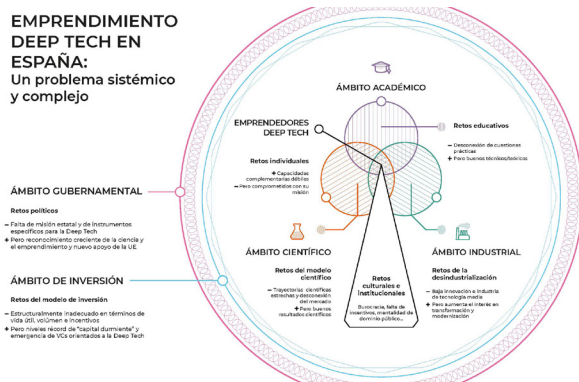 EMPRENDIMIENTO
DEEP TECH EN
ESPAÑA:
Un problema sistémico
y complejo
ÁMBITO ACADÉMICO
EMPRENDEDORES
DEEP TECH
Retos individuales
+ Capacidades
complementarias débiles
− Pero comprometidos con su
misión
Retos educativos
− Desconexión de cuestiones
prácticas
+ Pero buenos técnicos/teóricos
ÁMBITO GUBERNAMENTAL
Retos políticos
− Falta de misión estatal y de instrumentos
específicos para la Deep Tech
+ Pero reconocimiento creciente de la ciencia y
el emprendimiento y nuevo apoyo de la UE
ÁMBITO DE INVERSIÓN
Retos del modelo de inversión
− Estructuralmente inadecuado en términos de
vida útil, volumen e incentivos
+ Pero niveles récord de "capital durmiente" y
emergencia de VCs orientados a la Deep Tech
ÁMBITO CIENTÍFICO
Retos del modelo
científico
− Trayectorias científicas
estrechas y desconexión
del mercado
+ Pero buenos
resultados científicos
Retos
culturales e
institucionales
Burocracia, falta de
incentivos, mentalidad de
dominio público...
ÁMBITO INDUSTRIAL
Retos de la
desindustrialización
− Baja innovación e industria
de tecnología media
+ Pero aumenta el interés en
transformación y
modernización